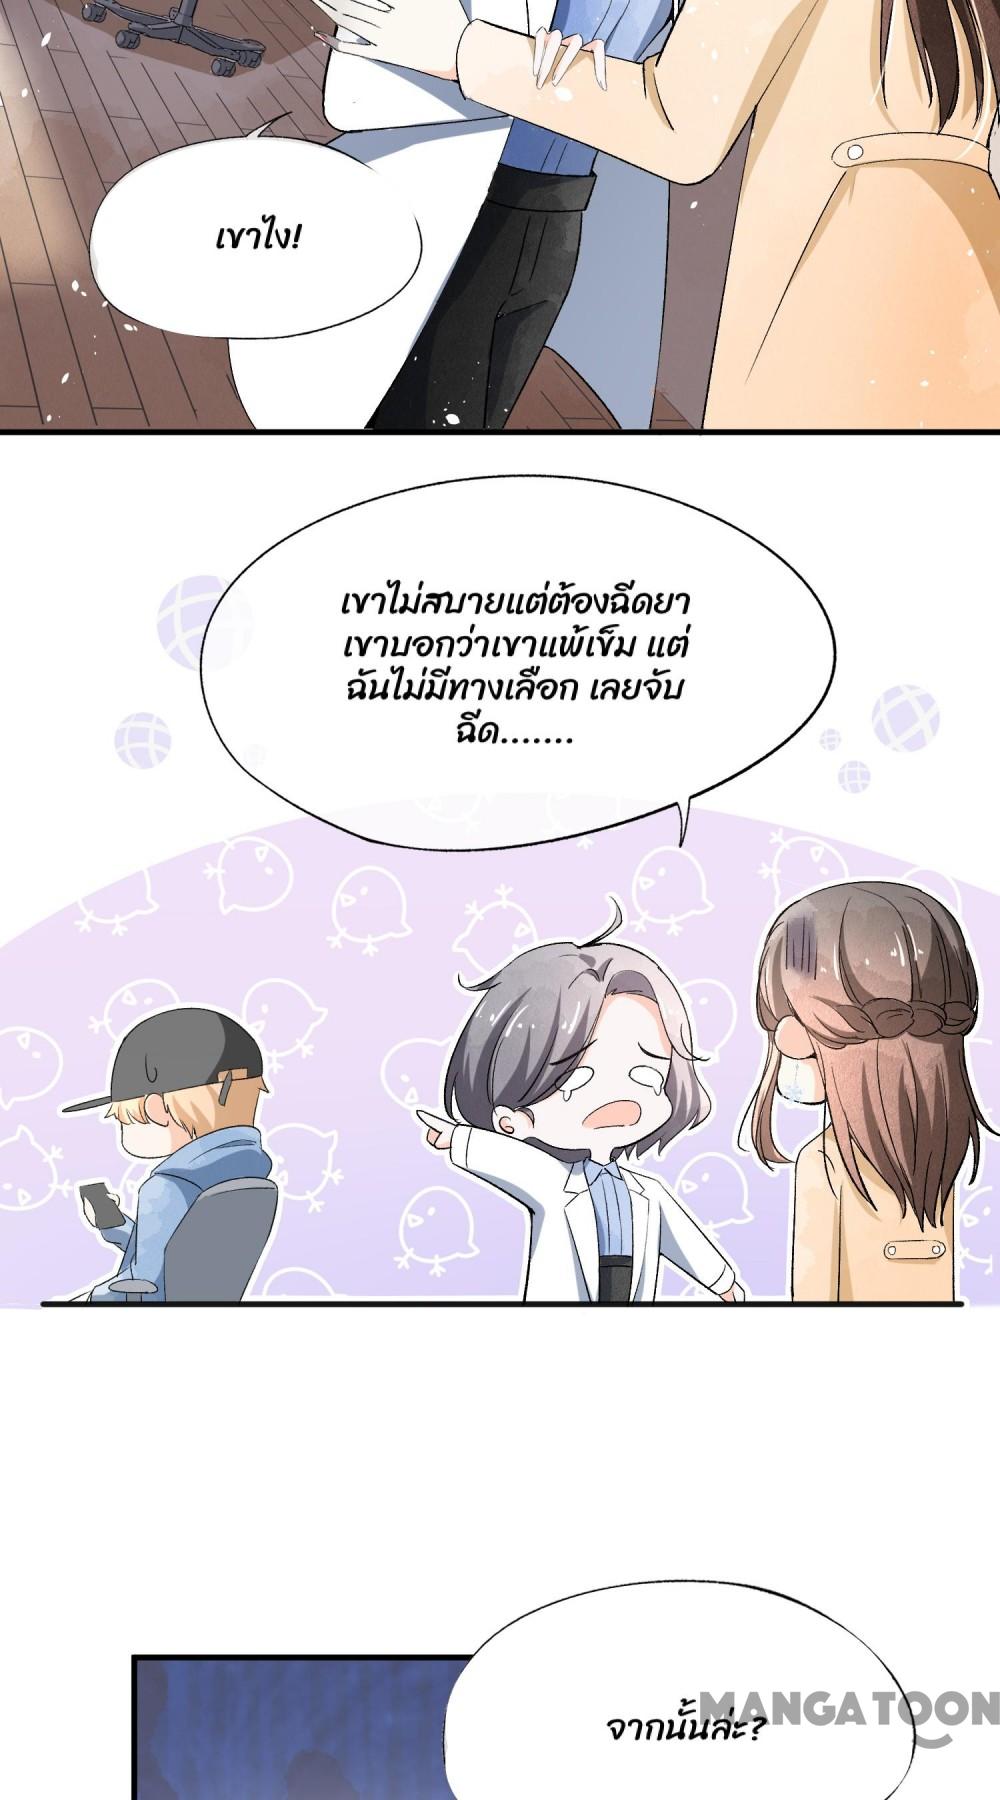 เขาไง!
เขาไม่สบายแต่ต้องฉีดยา
เขาบอกว่าเขาแพ้เข็ม แต่
ฉันไม่มีทางเลือก เลยจับ
ฉีด.......
จากนั้นล่ะ?
MANGATOON